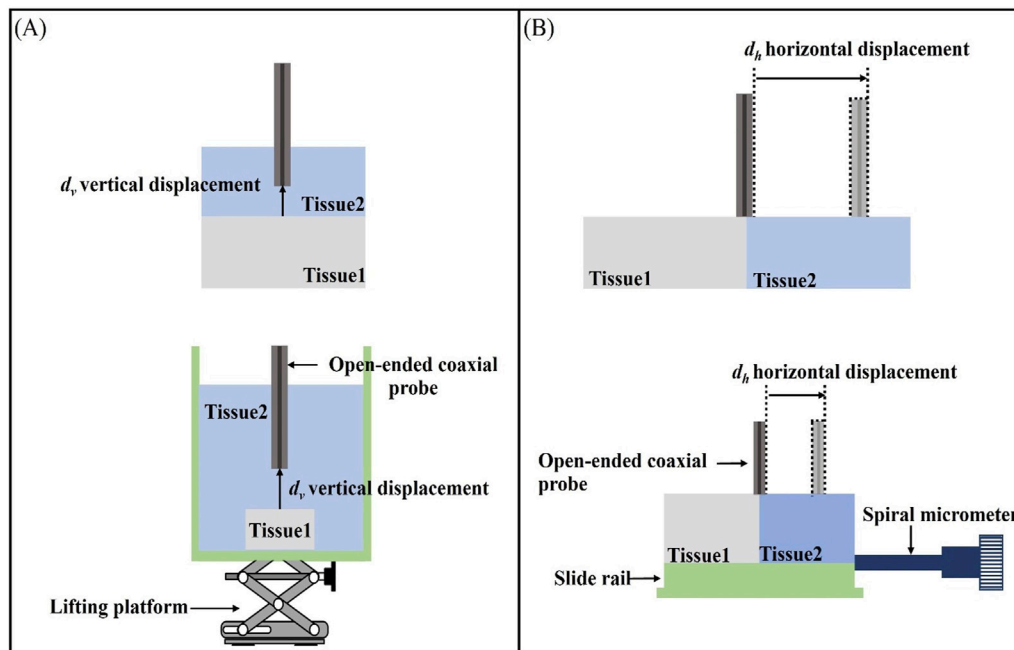 (A)
d_v vertical displacement
Tissue2
Tissue1
Open-ended coaxial
probe
Tissue2
d_v vertical displacement
Tissue1
Lifting platform
(B)
d_h horizontal displacement
Tissue1
Tissue2
d_h horizontal displacement
Open-ended coaxial
probe
Spiral micrometer
Tissue1
Tissue2
Slide rail